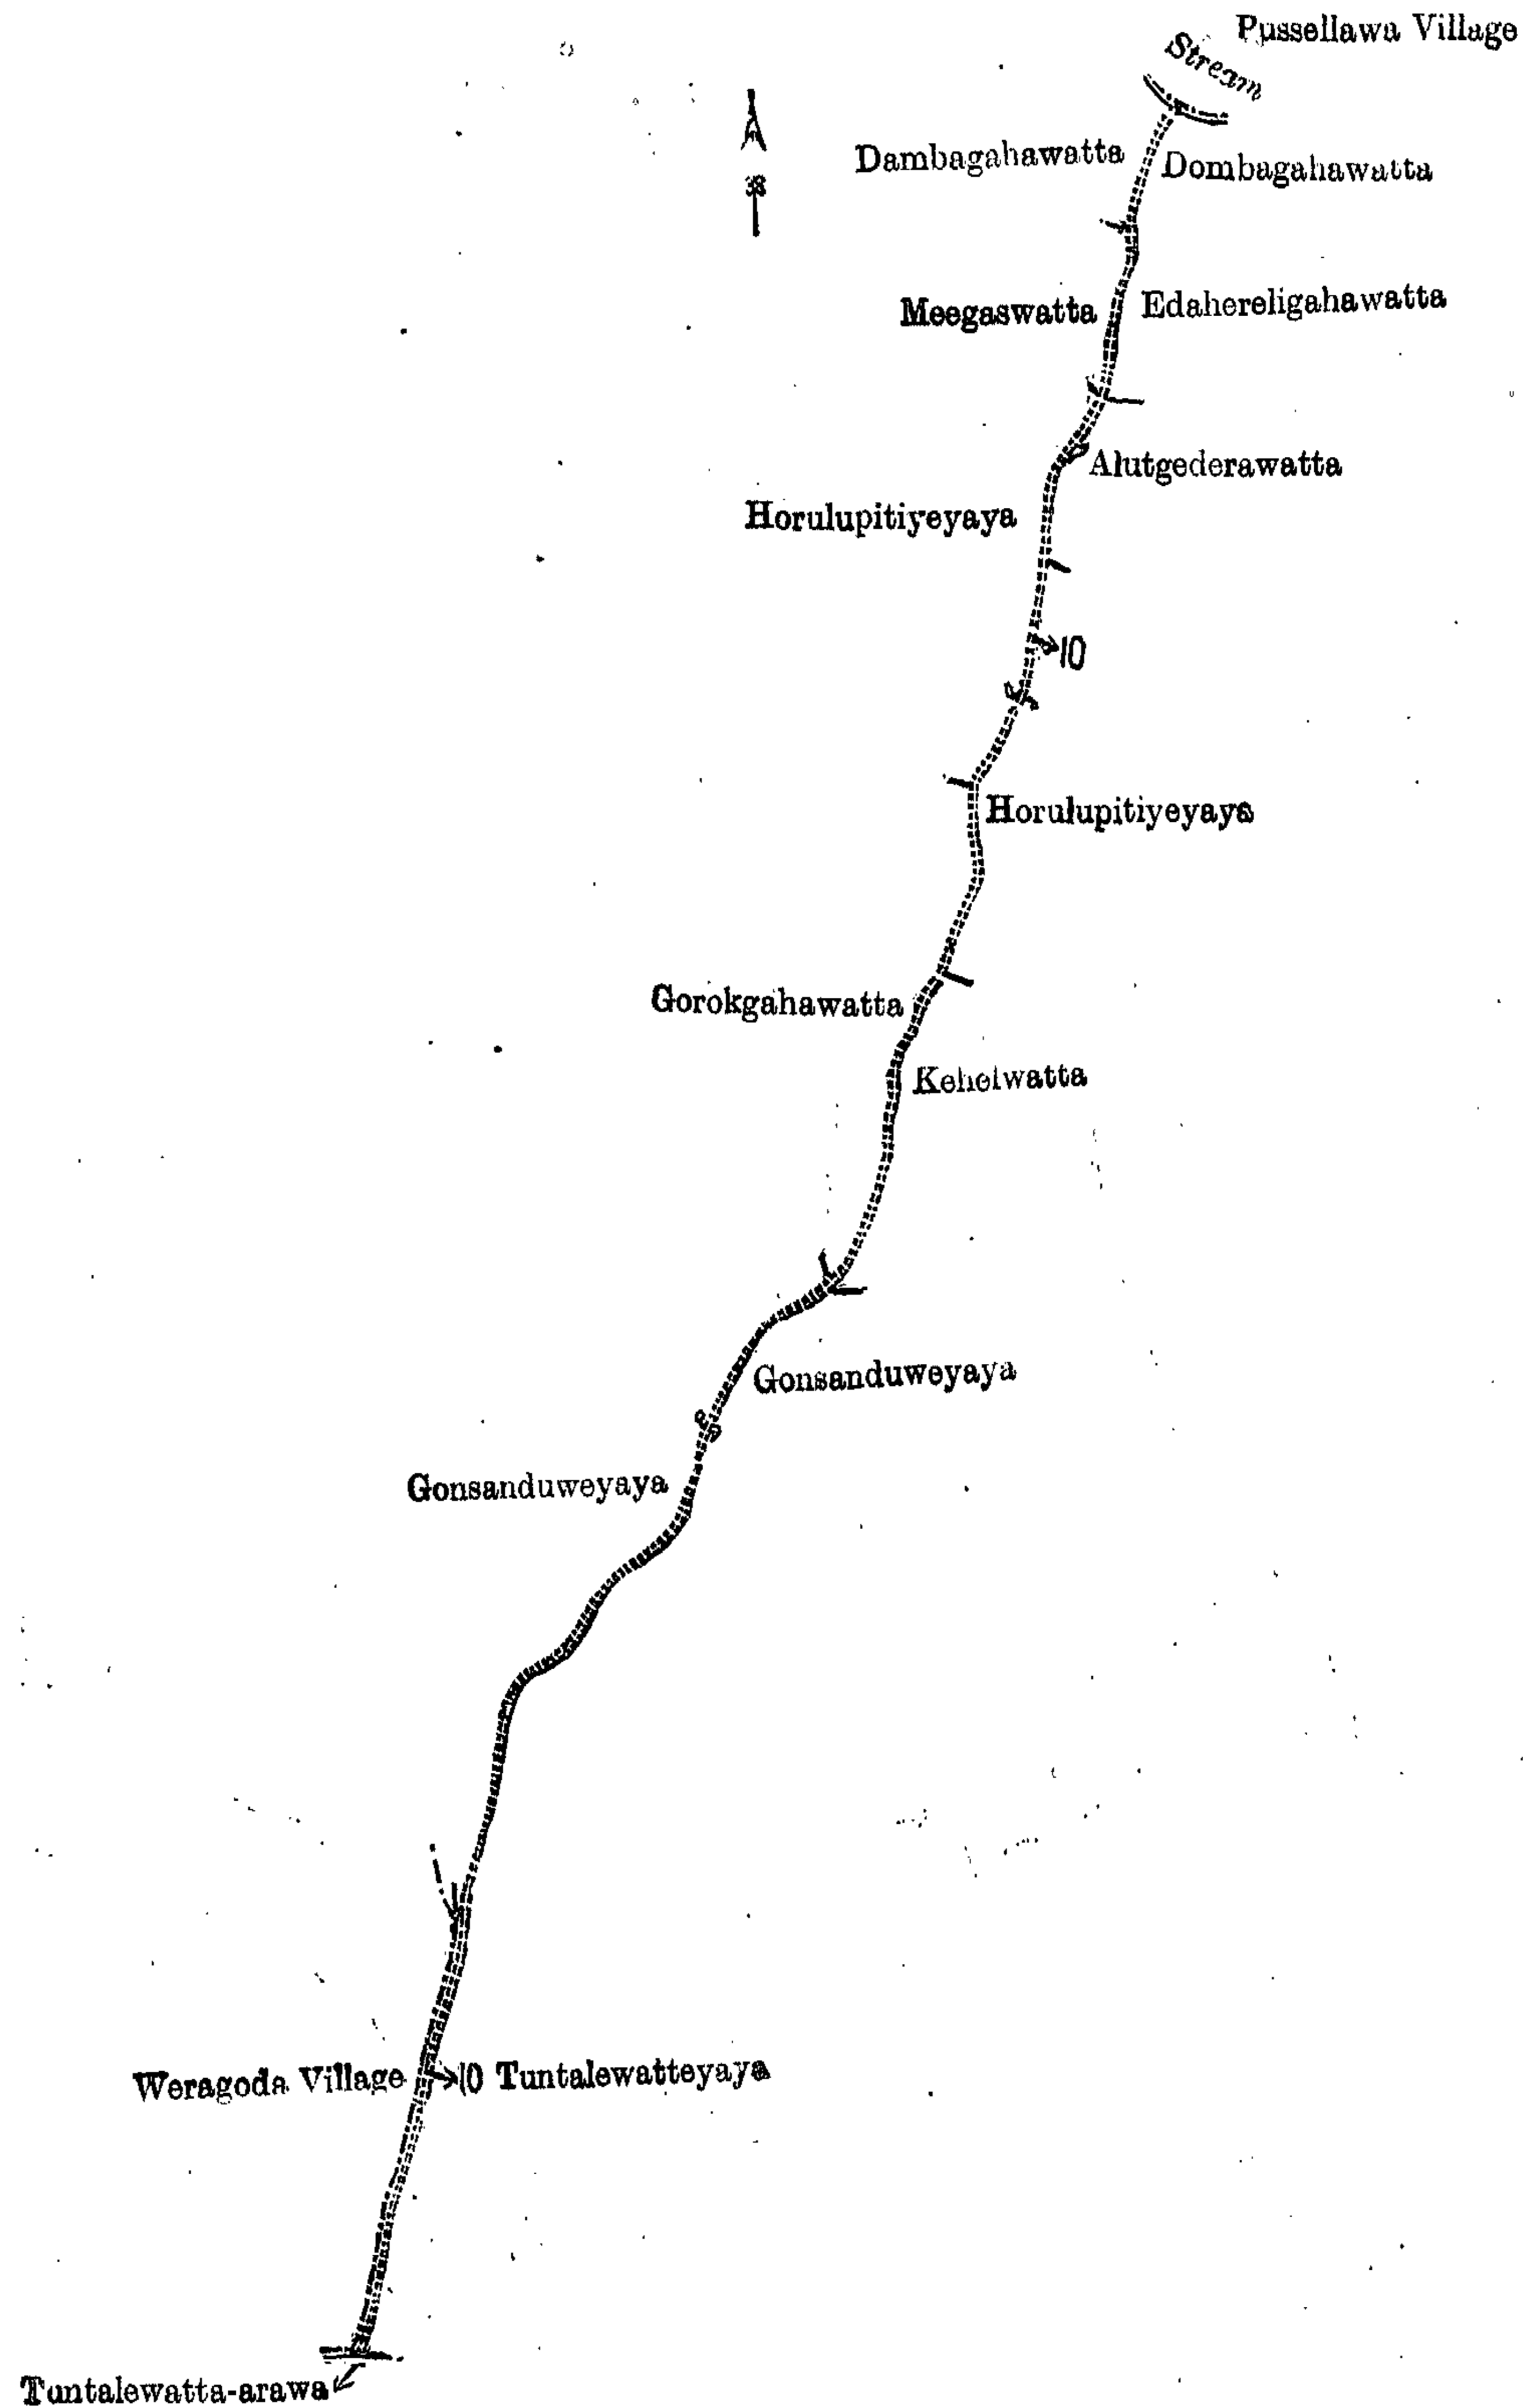 Pussellawa Village
Stream
Dambagahawatta
Dombagahawatta
Meegaswatta
Edahereligahawatta
Alutgederawatta
Horulupitiyeyaya
10
Horulupitiyeyaya
Gorokgahawatta
Kehelwatta
Gonsanduweyaya
Gonsanduweyaya
Weragoda Village
10 Tuntalewatteyaya
Tuntalewatta-arawa